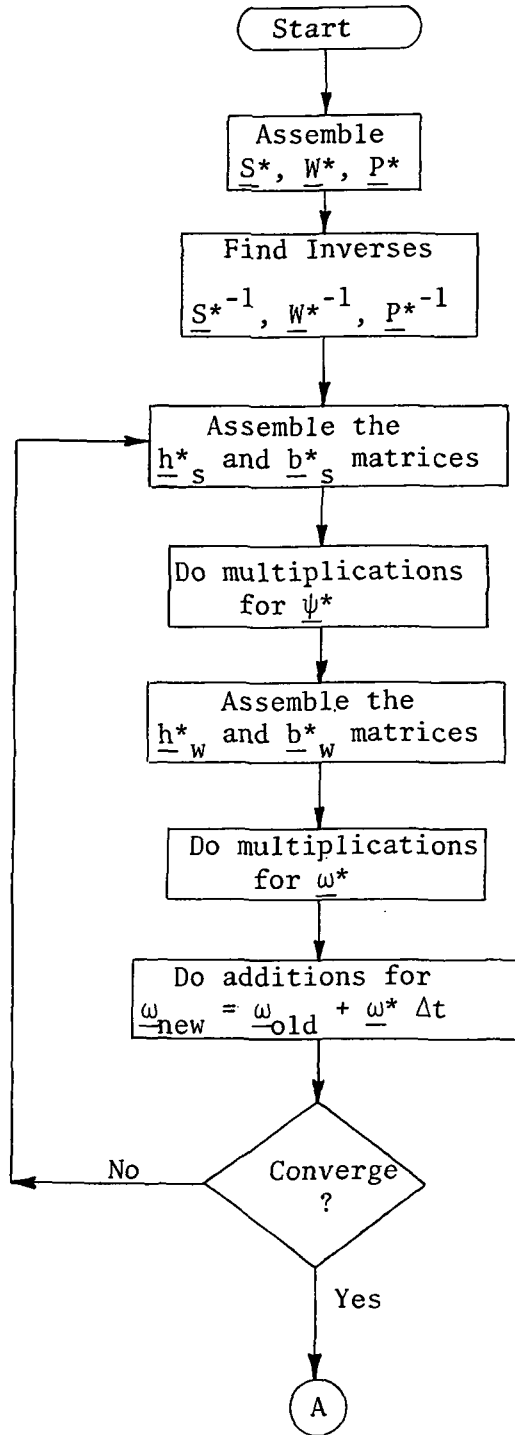 Start
Assemble
S*, W*, P*
Find Inverses
S*-1, W*-1, P*-1
Assemble the
h*s and b*s matrices
Do multiplications
for ψ*
Assemble the
h*w and b*w matrices
Do multiplications
for ω*
Do additions for
ωnew = ωold + ω* Δt
Converge
?
No
Yes
A